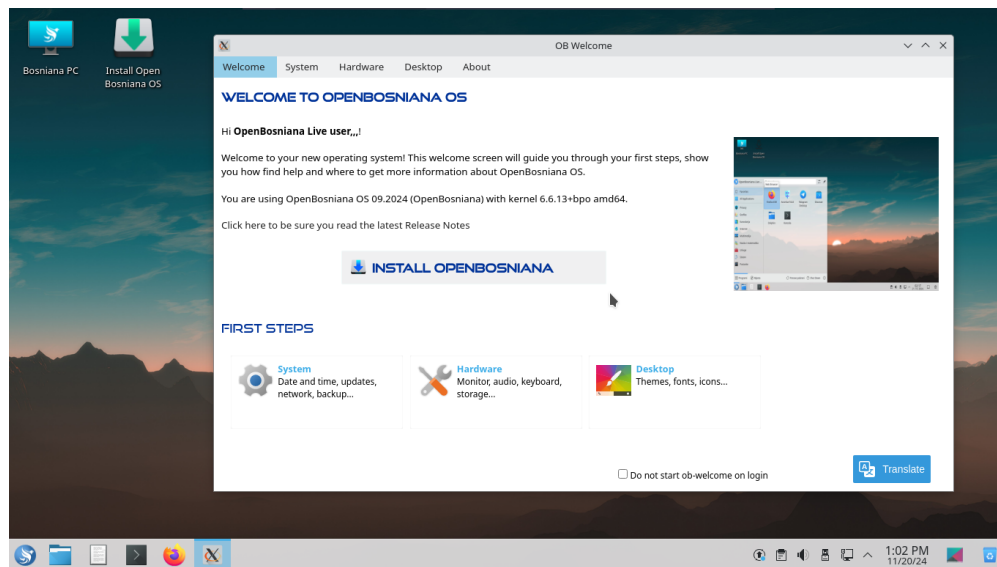 Bosniana PC
Install Open
Bosniana OS
OB Welcome
Welcome System Hardware Desktop About
WELCOME TO OPENBOSNIANA OS
Hi OpenBosniana Live user,,,!
Welcome to your new operating system! This welcome screen will guide you through your first steps, show
you how find help and where to get more information about OpenBosniana OS.
You are using OpenBosniana OS 09.2024 (OpenBosniana) with kernel 6.6.13+bpo amd64.
Click here to be sure you read the latest Release Notes
INSTALL OPENBOSNIANA
FIRST STEPS
System
Date and time, updates,
network, backup...
Hardware
Monitor, audio, keyboard,
storage...
Desktop
Themes, fonts, icons...
Do not start ob-welcome on login
Translate
1:02 PM
11/20/24